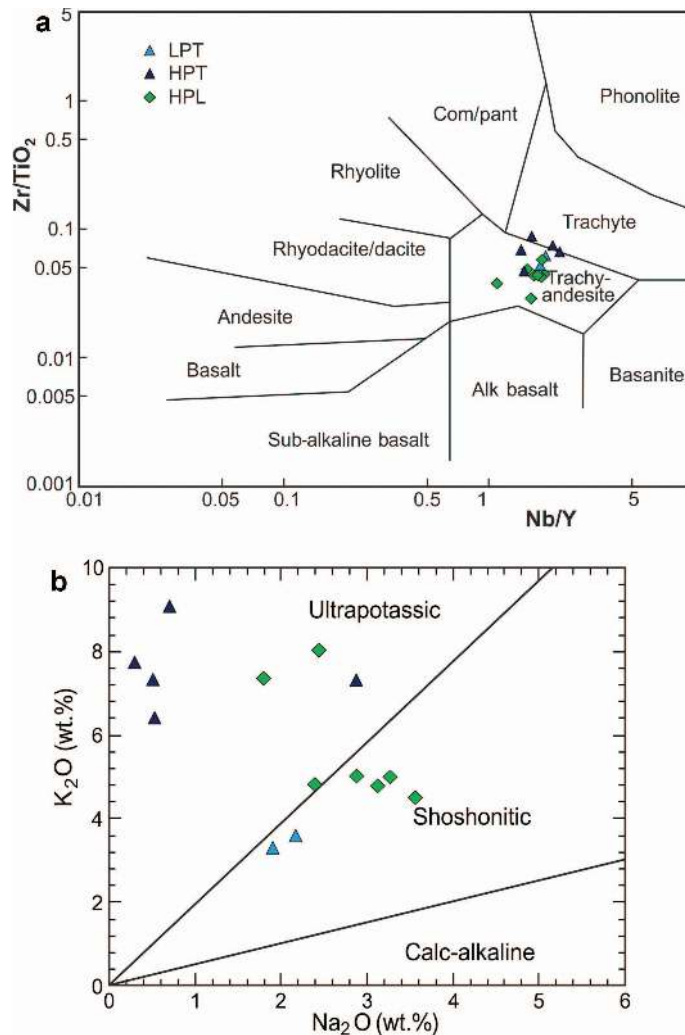 a
LPT
HPT
HPL
Zr/TiO2
5
1
0.5
0.1
0.05
0.01
0.005
0.001
Com/pant
Phonolite
Rhyolite
Trachyte
Rhyodacite/dacite
Trachy-
andesite
Andesite
Basalt
Alk basalt
Basanite
Sub-alkaline basalt
0.01 0.05 0.1 0.5 1 5
Nb/Y
b
K2O (wt.%)
10
8
6
4
2
0
Ultrapotassic
Shoshonitic
Calc-alkaline
0 1 2 3 4 5 6
Na2O (wt.%)